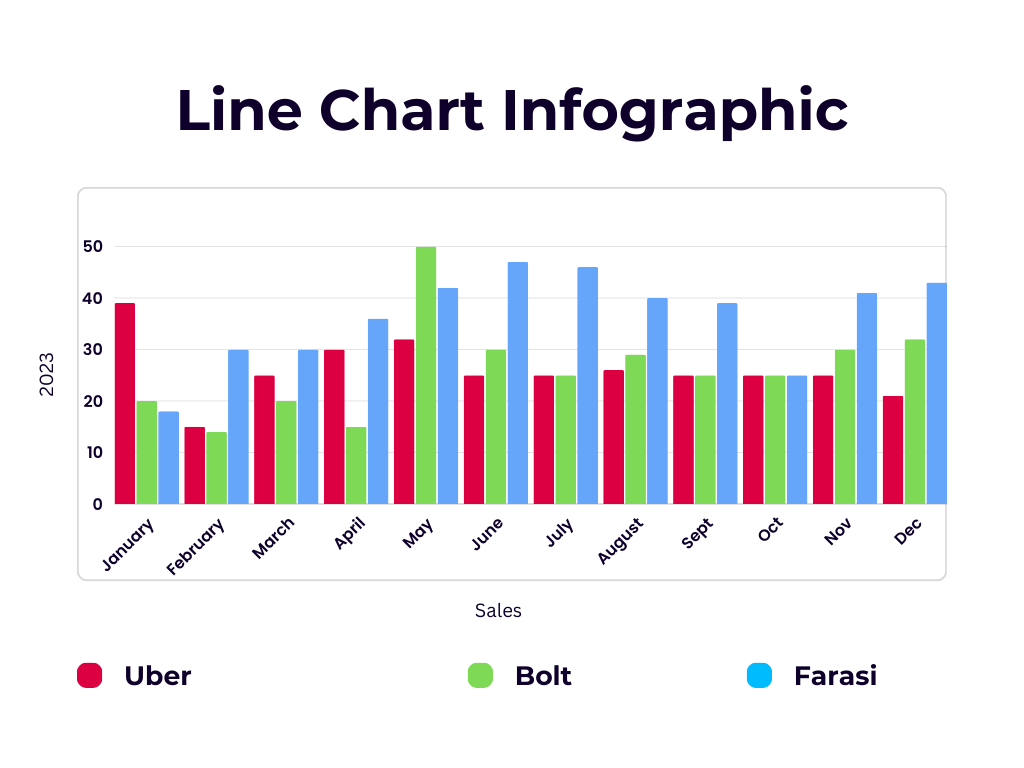 Line Chart Infographic
50
40
30
20
10
0
2023
January February March April May June July August Sept Oct Nov Dec
Sales
Uber Bolt Farasi